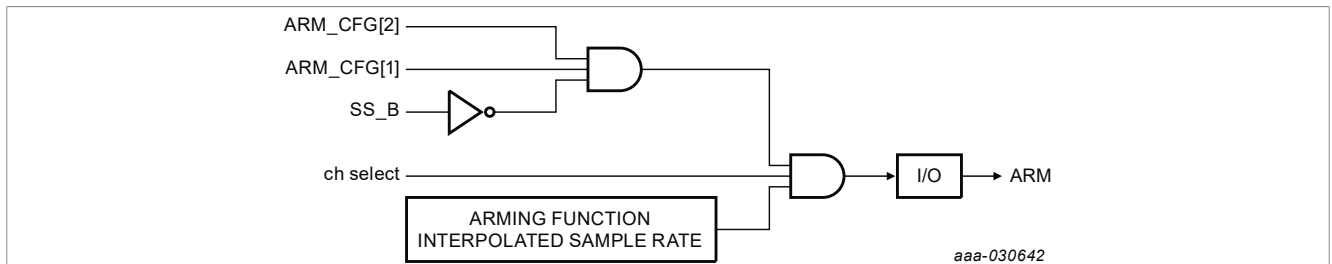 ARM_CFG[2]
ARM_CFG[1]
SS_B
ch select
I/O
ARM
ARMING FUNCTION
INTERPOLATED SAMPLE RATE
aaa-030642